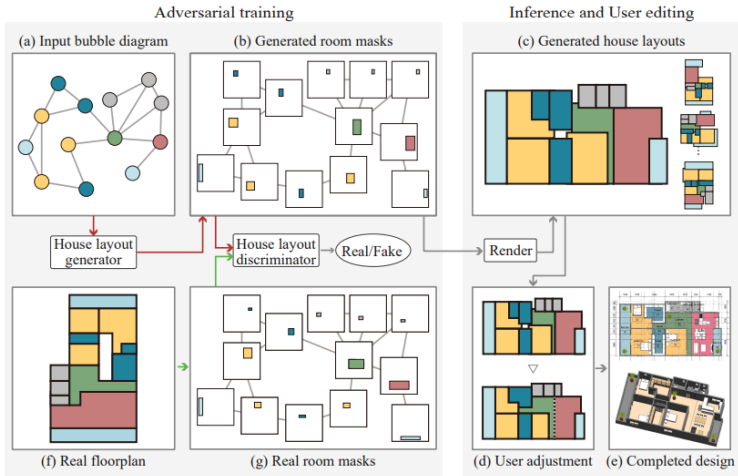 Adversarial training
Inference and User editing
(a) Input bubble diagram
(b) Generated room masks
(c) Generated house layouts
House layout
generator
House layout
discriminator
Real/Fake
Render
(f) Real floorplan
(g) Real room masks
(d) User adjustment
(e) Completed design